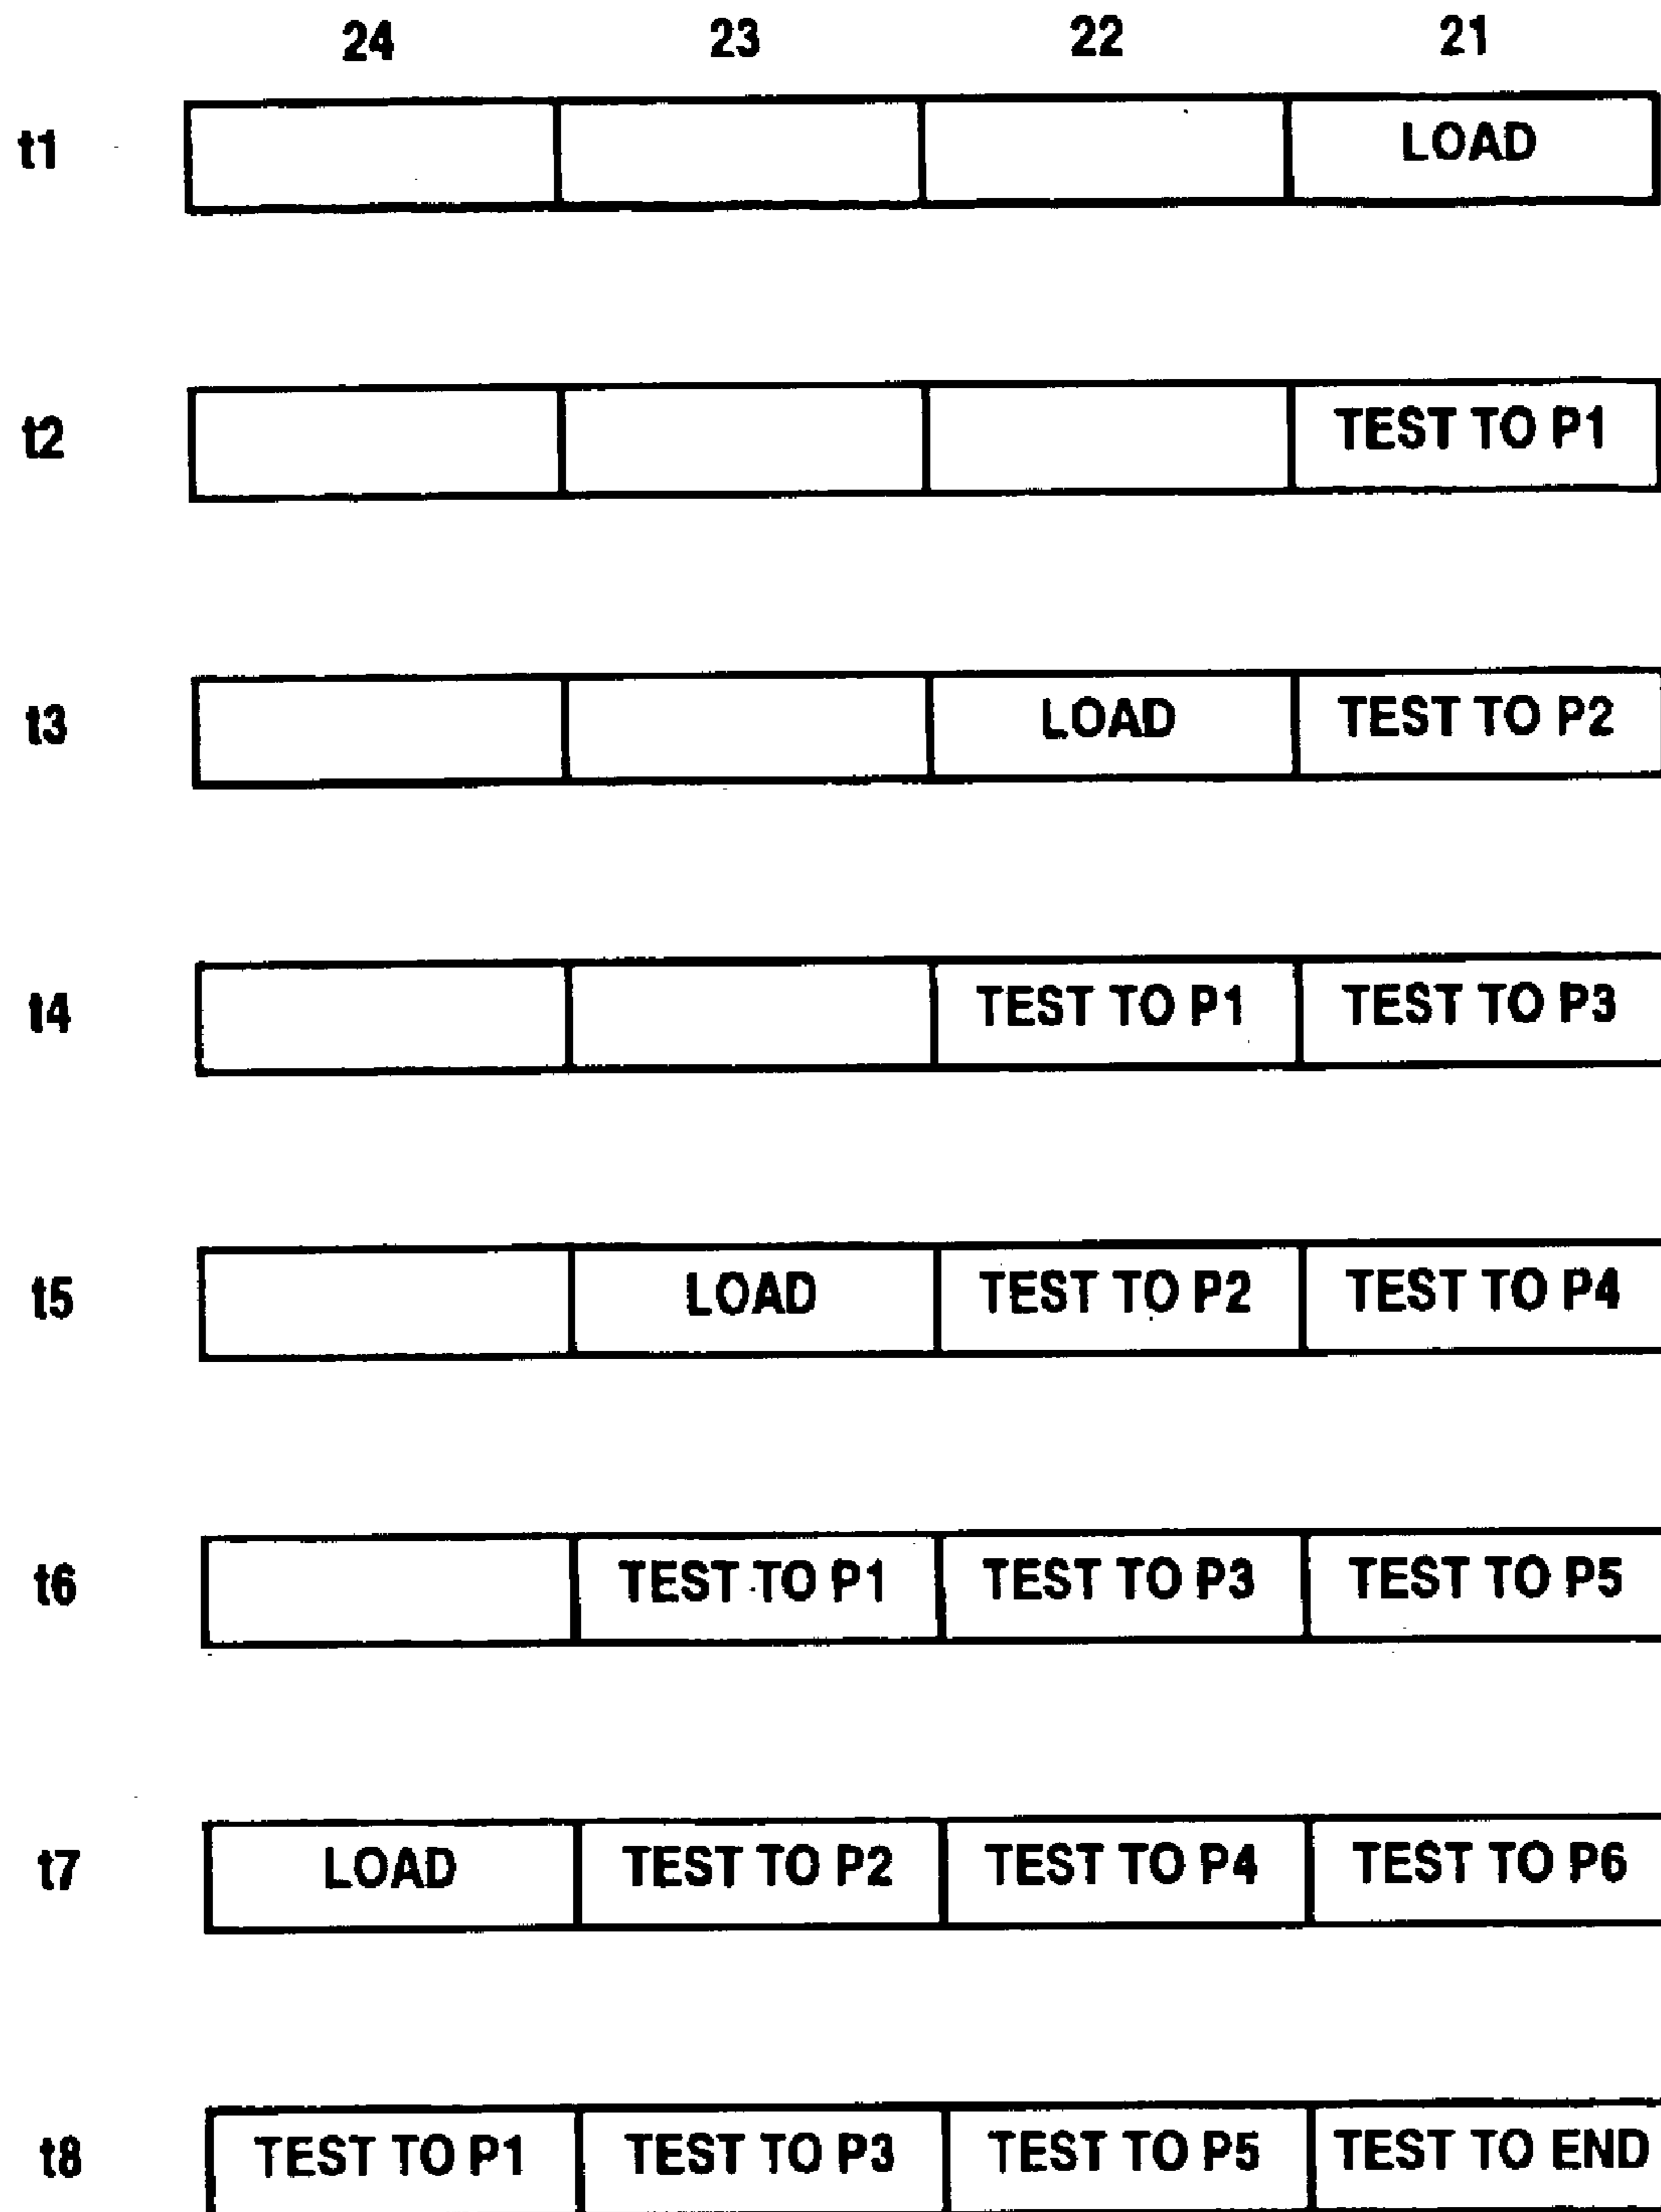 24 23 22 21
t1 LOAD
t2 TEST TO P1
t3 LOAD TEST TO P2
t4 TEST TO P1 TEST TO P3
t5 LOAD TEST TO P2 TEST TO P4
t6 TEST TO P1 TEST TO P3 TEST TO P5
t7 LOAD TEST TO P2 TEST TO P4 TEST TO P6
t8 TEST TO P1 TEST TO P3 TEST TO P5 TEST TO END